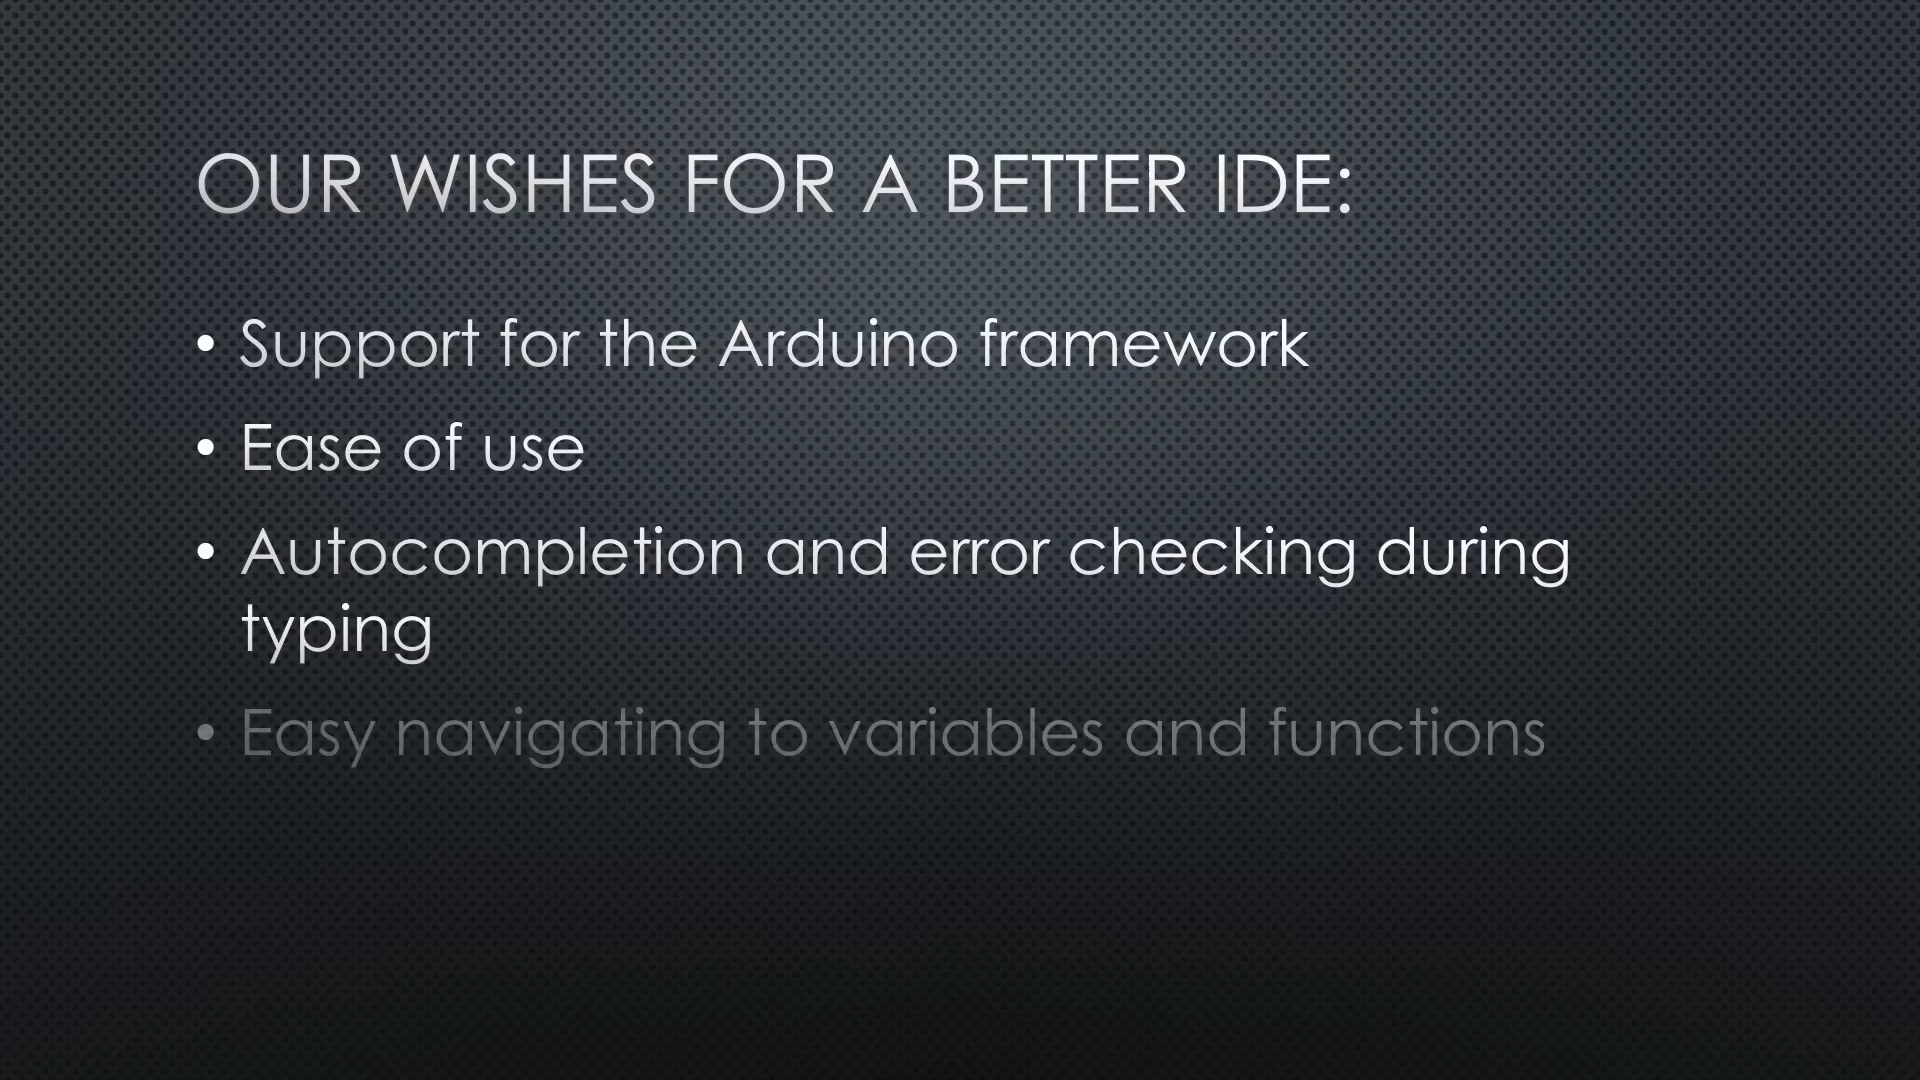 OUR WISHES FOR A BETTER IDE:
• Support for the Arduino framework
• Ease of use
• Autocompletion and error checking during
typing
• Easy navigating to variables and functions